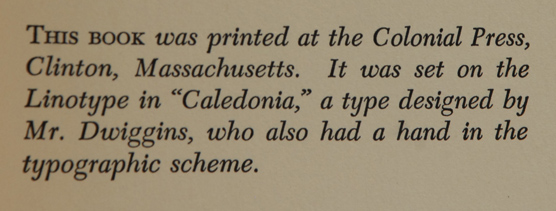 THIS BOOK was printed at the Colonial Press,
Clinton, Massachusetts. It was set on the
Linotype in “Caledonia,” a type designed by
Mr. Dwiggins, who also had a hand in the
typographic scheme.